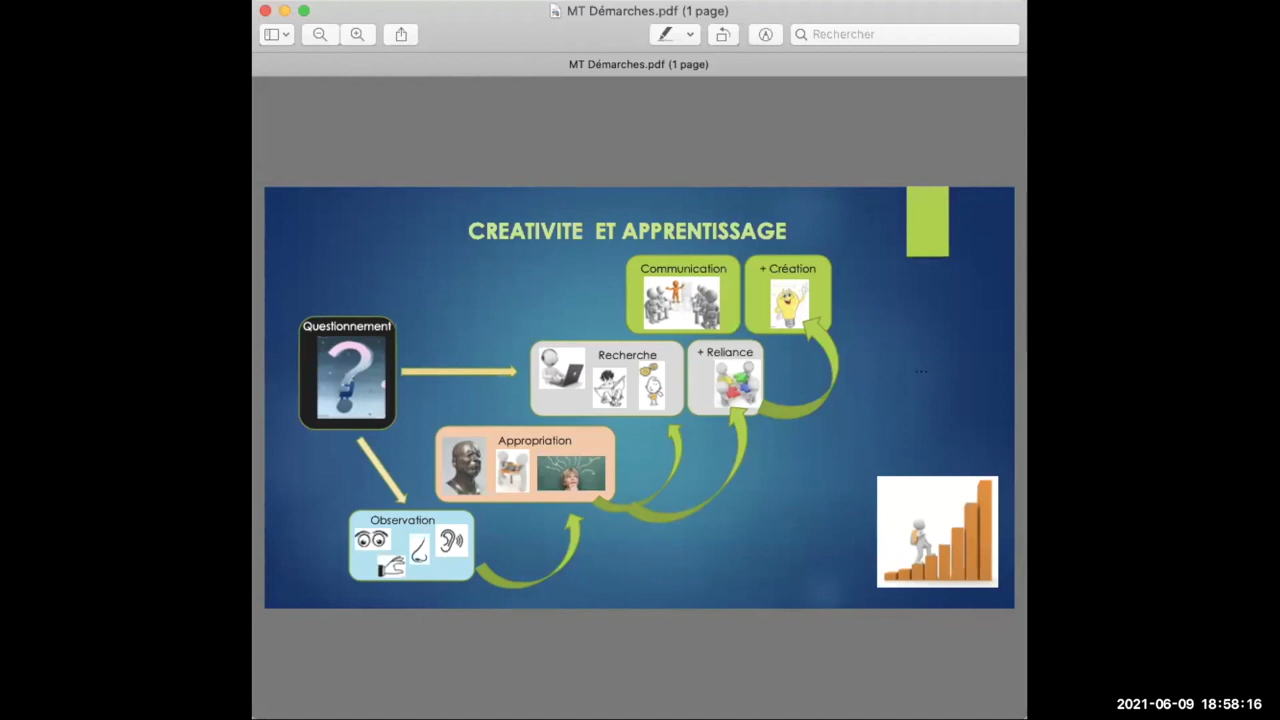 MT Démarches.pdf (1 page)
Rechercher
MT Démarches.pdf (1 page)
CREATIVITE ET APPRENTISSAGE
Communication
+ Création
Questionnement
Recherche
+ Reliance
...
Appropriation
Observation
2021-06-09 18:58:16